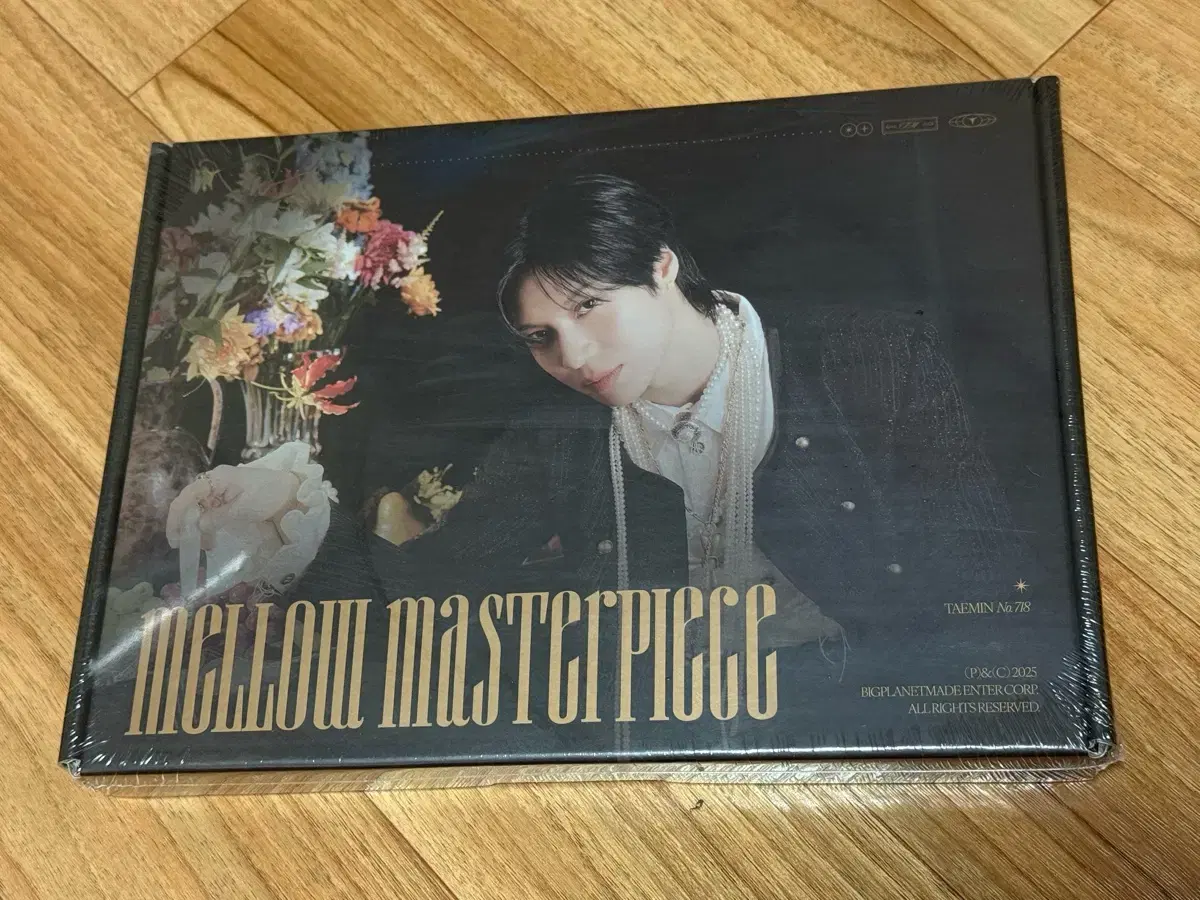 mellow masterpiece
TAEMIN No.718
(P)&(C) 2025
BIGPLANETMADE ENTER CORP.
ALL RIGHTS RESERVED.